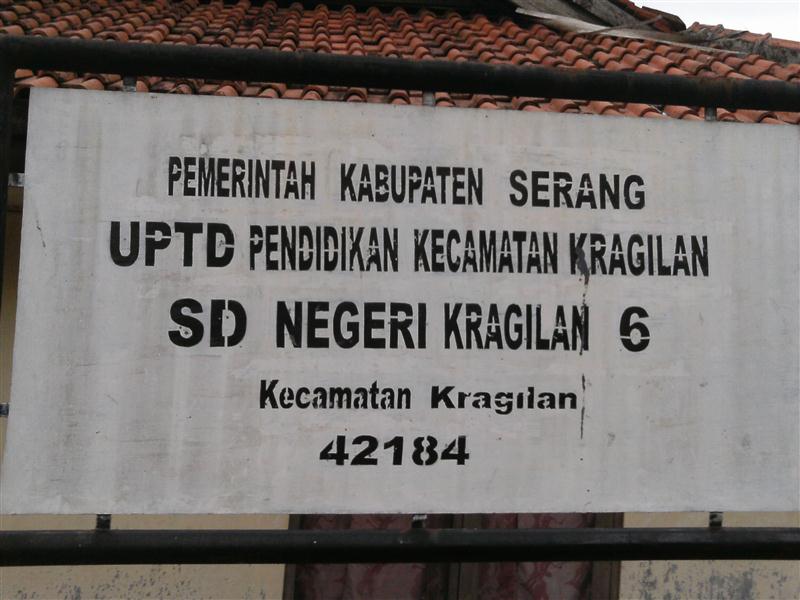 PEMERINTAH KABUPATEN SERANG
UPTD PENDIDIKAN KECAMATAN KRAGILAN
SD NEGERI KRAGILAN 6
Kecamatan Kragilan
42184